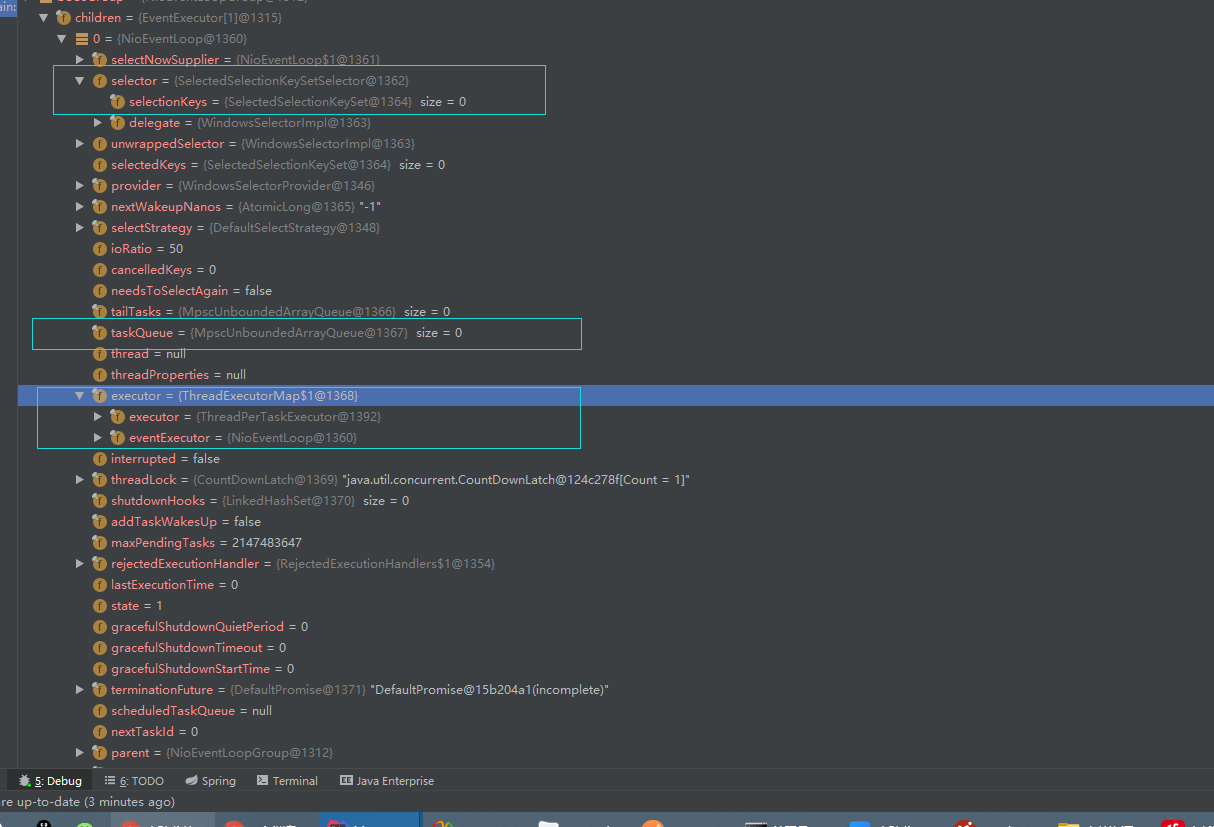 children = {EventExecutor[1]@1315}
0 = {NioEventLoop@1360}
selectNowSupplier = {NioEventLoop$1@1361}
selector = {SelectedSelectionKeySetSelector@1362}
selectionKeys = {SelectedSelectionKeySet@1364} size = 0
delegate = {WindowsSelectorImpl@1363}
unwrappedSelector = {WindowsSelectorImpl@1363}
selectedKeys = {SelectedSelectionKeySet@1364} size = 0
provider = {WindowsSelectorProvider@1346}
nextWakeupNanos = {AtomicLong@1365} "-1"
selectStrategy = {DefaultSelectStrategy@1348}
ioRatio = 50
cancelledKeys = 0
needsToSelectAgain = false
tailTasks = {MpscUnboundedArrayQueue@1366} size = 0
taskQueue = {MpscUnboundedArrayQueue@1367} size = 0
thread = null
threadProperties = null
executor = {ThreadExecutorMap$1@1368}
executor = {ThreadPerTaskExecutor@1392}
eventExecutor = {NioEventLoop@1360}
interrupted = false
threadLock = {CountDownLatch@1369} "java.util.concurrent.CountDownLatch@124c278f[Count = 1]"
shutdownHooks = {LinkedHashSet@1370} size = 0
addTaskWakesUp = false
maxPendingTasks = 2147483647
rejectedExecutionHandler = {RejectedExecutionHandlers$1@1354}
lastExecutionTime = 0
state = 1
gracefulShutdownQuietPeriod = 0
gracefulShutdownTimeout = 0
gracefulShutdownStartTime = 0
terminationFuture = {DefaultPromise@1371} "DefaultPromise@15b204a1(incomplete)"
scheduledTaskQueue = null
nextTaskId = 0
parent = {NioEventLoopGroup@1312}
5: Debug 6: TODO Spring Terminal Java Enterprise
re up-to-date (3 minutes ago)